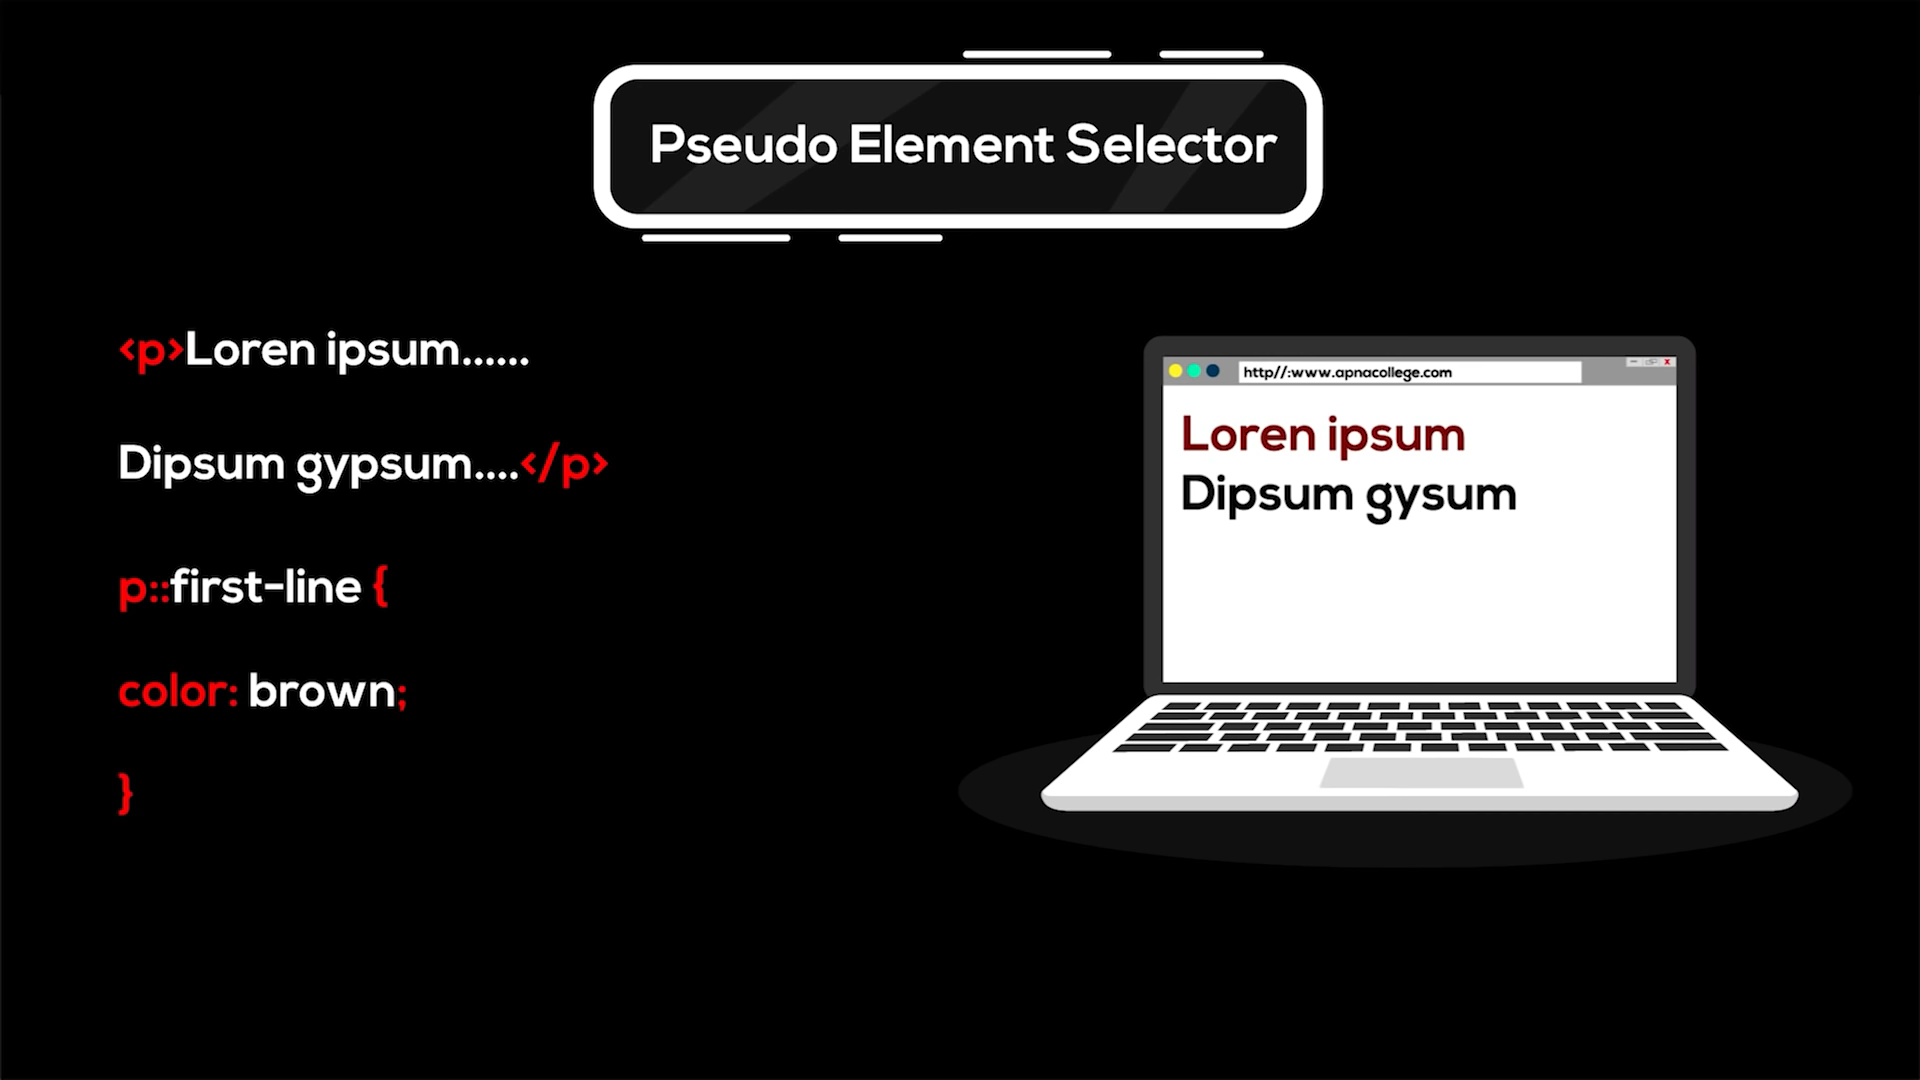 Pseudo Element Selector
<p>Loren ipsum......
Dipsum gypsum....</p>
p::first-line {
color: brown;
}
http//:www.apnacollege.com
Loren ipsum
Dipsum gysum